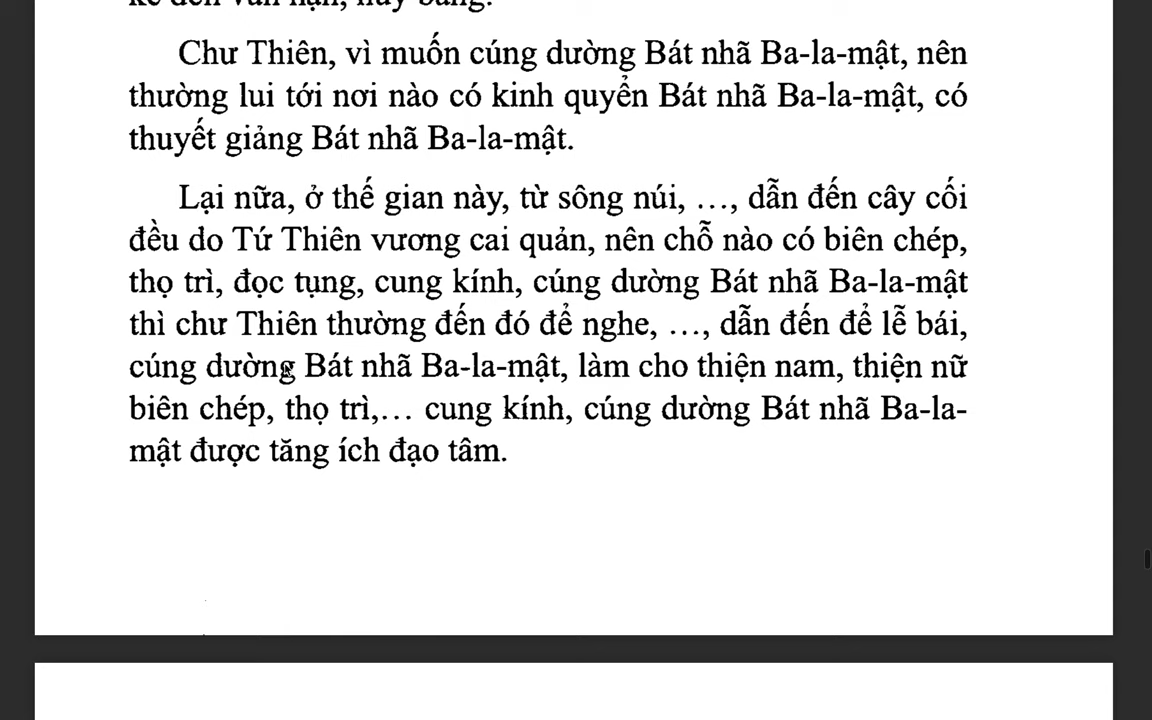 Chư Thiên, vì muốn cúng dường Bát nhã Ba-la-mật, nên
thường lui tới nơi nào có kinh quyển Bát nhã Ba-la-mật, có
thuyết giảng Bát nhã Ba-la-mật.
Lại nữa, ở thế gian này, từ sông núi, …, dẫn đến cây cối
đều do Tứ Thiên vương cai quản, nên chỗ nào có biên chép,
thọ trì, đọc tụng, cung kính, cúng dường Bát nhã Ba-la-mật
thì chư Thiên thường đến đó để nghe, …, dẫn đến để lễ bái,
cúng dường Bát nhã Ba-la-mật, làm cho thiện nam, thiện nữ
biên chép, thọ trì,… cung kính, cúng dường Bát nhã Ba-la-
mật được tăng ích đạo tâm.